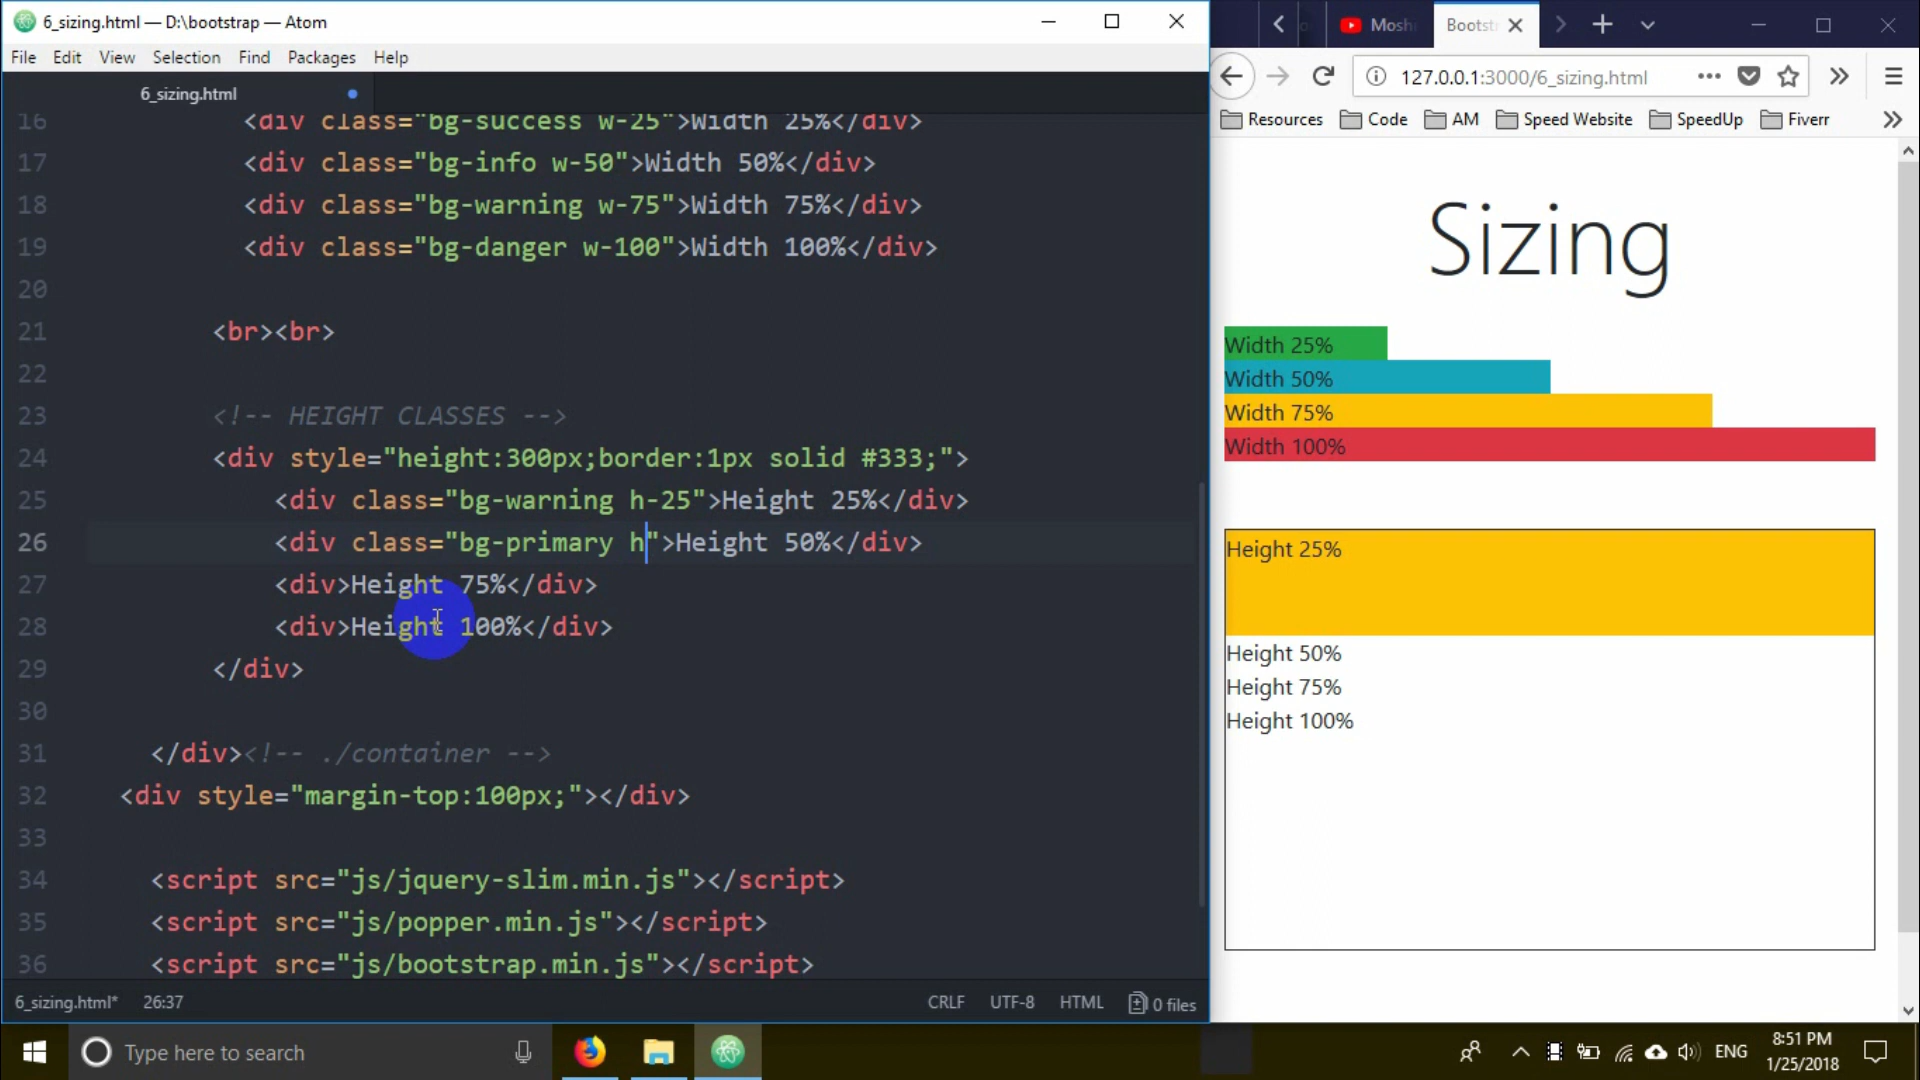 6_sizing.html — D:\bootstrap — Atom
File Edit View Selection Find Packages Help
6_sizing.html
16 <div class="bg-success w-25">Width 25%</div>
17 <div class="bg-info w-50">Width 50%</div>
18 <div class="bg-warning w-75">Width 75%</div>
19 <div class="bg-danger w-100">Width 100%</div>
20
21 <br><br>
22
23 <!-- HEIGHT CLASSES -->
24 <div style="height:300px;border:1px solid #333;">
25 <div class="bg-warning h-25">Height 25%</div>
26 <div class="bg-primary h">Height 50%</div>
27 <div>Height 75%</div>
28 <div>Height 100%</div>
29 </div>
30
31 </div><!-- ./container -->
32 <div style="margin-top:100px;"></div>
33
34 <script src="js/jquery-slim.min.js"></script>
35 <script src="js/popper.min.js"></script>
36 <script src="js/bootstrap.min.js"></script>
6_sizing.html* 26:37 CRLF UTF-8 HTML 0 files
Mosh Bootst
127.0.0.1:3000/6_sizing.html
Resources Code AM Speed Website SpeedUp Fiverr
Sizing
Width 25%
Width 50%
Width 75%
Width 100%
Height 25%
Height 50%
Height 75%
Height 100%
Type here to search
ENG
8:51 PM
1/25/2018